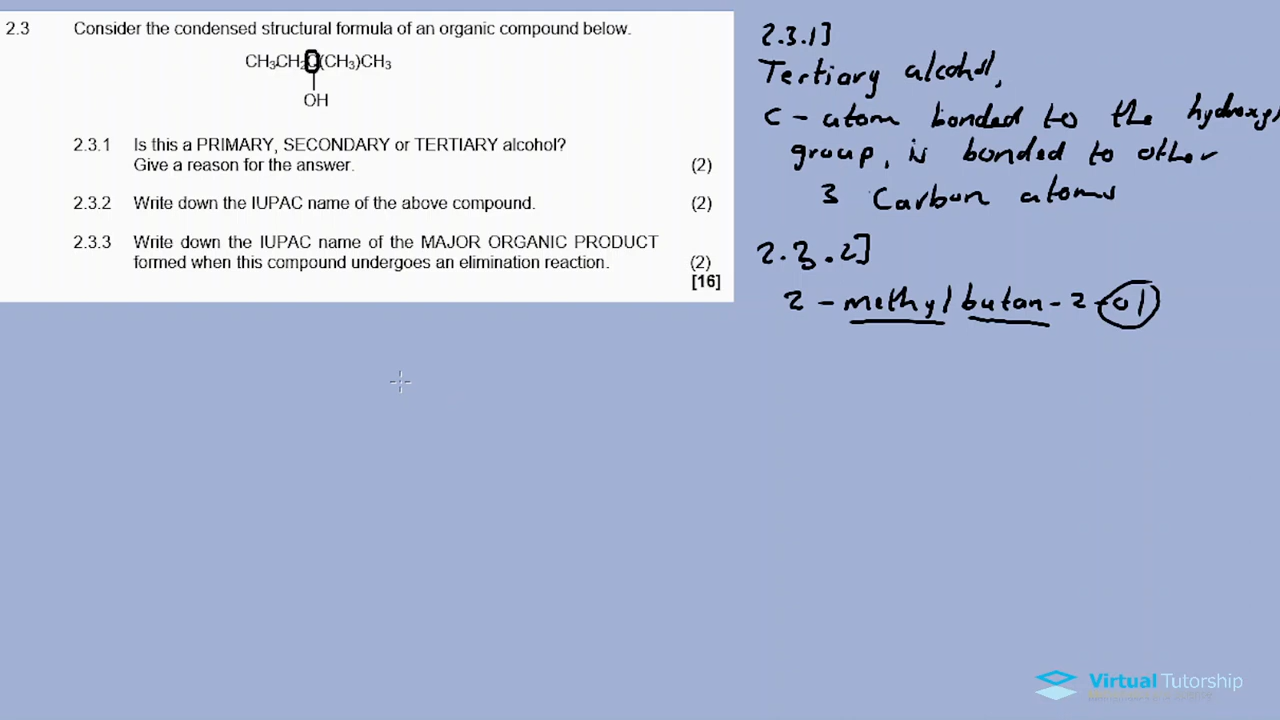 2.3 Consider the condensed structural formula of an organic compound below.
CH₃CH₂C(CH₃)CH₃
OH
2.3.1 Is this a PRIMARY, SECONDARY or TERTIARY alcohol?
Give a reason for the answer. (2)
2.3.2 Write down the IUPAC name of the above compound. (2)
2.3.3 Write down the IUPAC name of the MAJOR ORGANIC PRODUCT
formed when this compound undergoes an elimination reaction. (2)
[16]
2.3.1]
Tertiary alcohol,
C - atom bonded to the hydroxyl
group, is bonded to other
3 Carbon atoms
2.3.2]
2 - methyl butan - 2 - ol
Virtual Tutorship